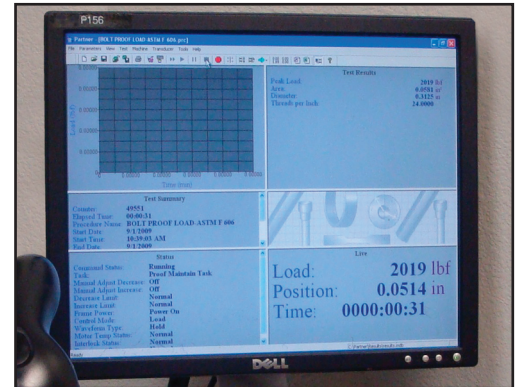 P156
Partner - [BOLT PROOF LOAD ASTM F 606.prc]
File Parameters View Test Machine Transducer Tools Help
Load (lbf)
Time (min)
Test Results
Peak Load: 2019 lbf
Area: 0.0581 in²
Diameter: 0.3125 in
Threads per Inch: 24.0000
Test Summary
Counter: 49551
Elapsed Time: 00:00:31
Procedure Name: BOLT PROOF LOAD-ASTM F 606
Start Date: 9/1/2009
Start Time: 10:39:03 AM
End Date: 9/1/2009
Status
Command Status: Running
Task: Proof Maintain Task
Manual Adjust Decrease: Off
Manual Adjust Increase: Off
Decrease Limit: Normal
Increase Limit: Normal
Frame Power: Power On
Control Mode: Load
Waveform Type: Hold
Motor Temp Status: Normal
Interlock Status: Normal
Live
Load: 2019 lbf
Position: 0.0514 in
Time: 0000:00:31
Ready
DELL